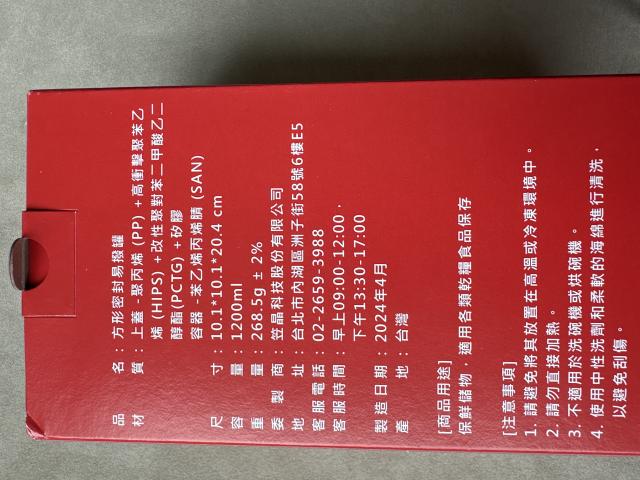 品　　名：方形密封易撥罐
材　　質：上蓋-聚丙烯(PP)+高衝擊聚苯乙
烯(HIPS)+改性聚對苯二甲酸乙二
醇酯(PCTG)+矽膠
容器-苯乙烯丙烯腈(SAN)
尺　　寸：10.1*10.1*20.4 cm
容　　量：1200ml
重　　量：268.5g ± 2%
委 製 商：笠晶科技股份有限公司
地　　址：台北市內湖區洲子街58號6樓E5
客服電話：02-2659-3988
客服時間：早上09:00-12:00，
下午13:30-17:00
製造日期：2024年4月
產　　地：台灣
[商品用途]
保鮮儲物，適用各類乾糧食品保存
[注意事項]
1. 請避免將其放置在高溫或冷凍環境中。
2. 請勿直接加熱。
3. 不適用於洗碗機或烘碗機。
4. 使用中性洗劑和柔軟的海綿進行清洗，
以避免刮傷。